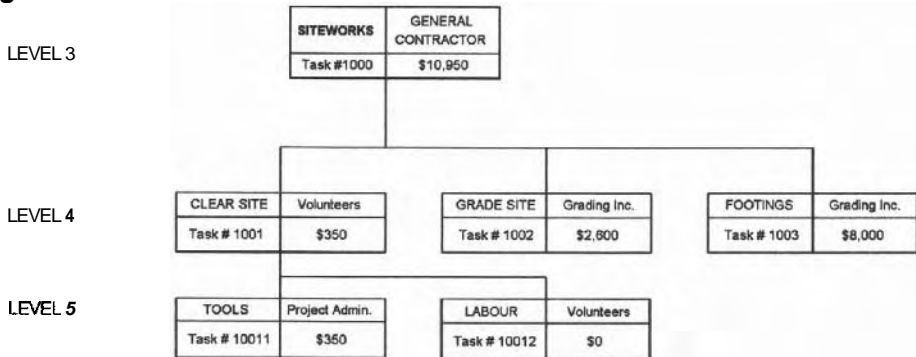 SITEWORKS GENERAL CONTRACTOR
LEVEL 3
Task #1000 $10,950
LEVEL 4
CLEAR SITE Volunteers
Task # 1001 $350
GRADE SITE Grading Inc.
Task # 1002 $2,600
FOOTINGS Grading Inc.
Task # 1003 $8,000
LEVEL 5
TOOLS Project Admin.
Task # 10011 $350
LABOUR Volunteers
Task # 10012 $0